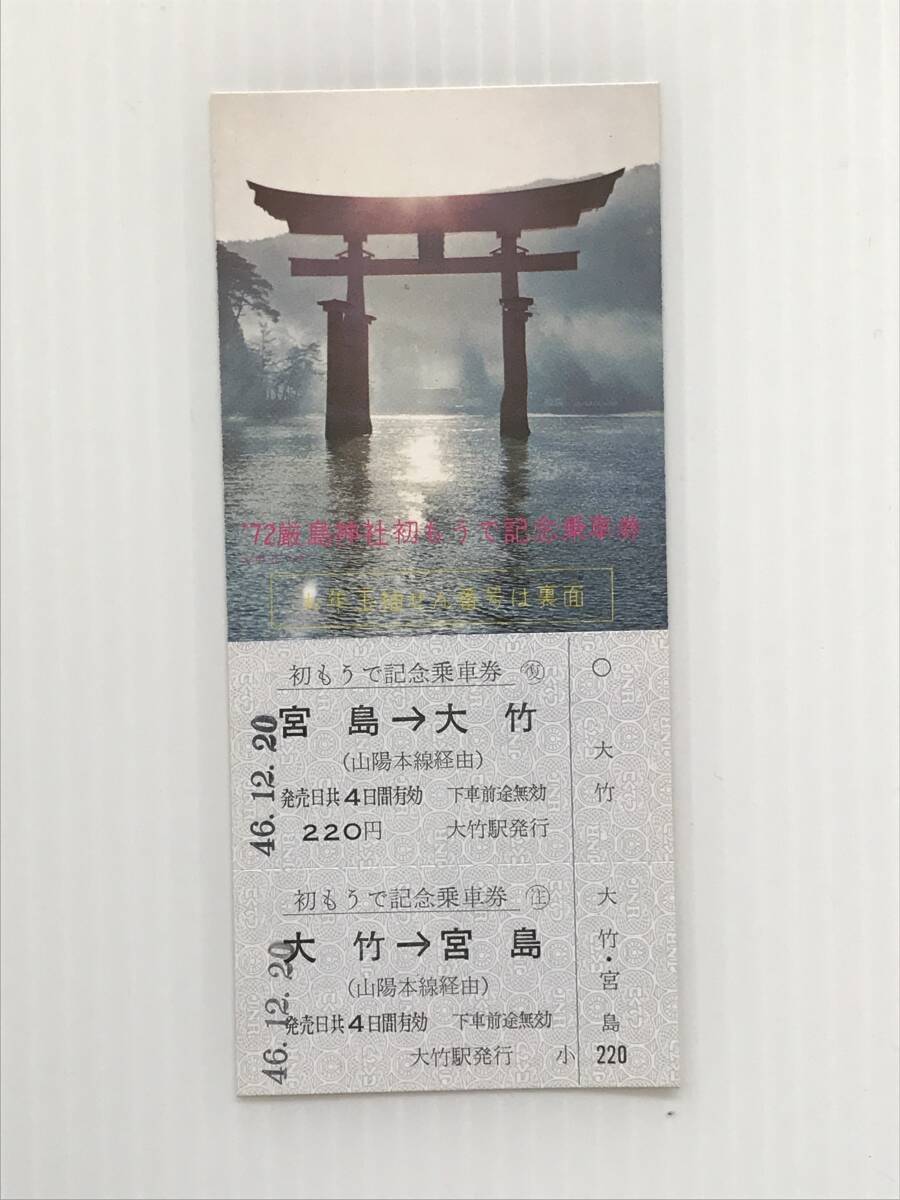 '72厳島神社初もうで記念乗車券
お年玉抽せん番号は裏面
初もうで記念乗車券 復
宮島→大竹
(山陽本線経由)
発売日共4日間有効 下車前途無効
220円 大竹駅発行
46.12.20
○ 大竹
初もうで記念乗車券 往
大竹→宮島
(山陽本線経由)
発売日共4日間有効 下車前途無効
大竹駅発行 小
46.12.20
大竹・宮島
220